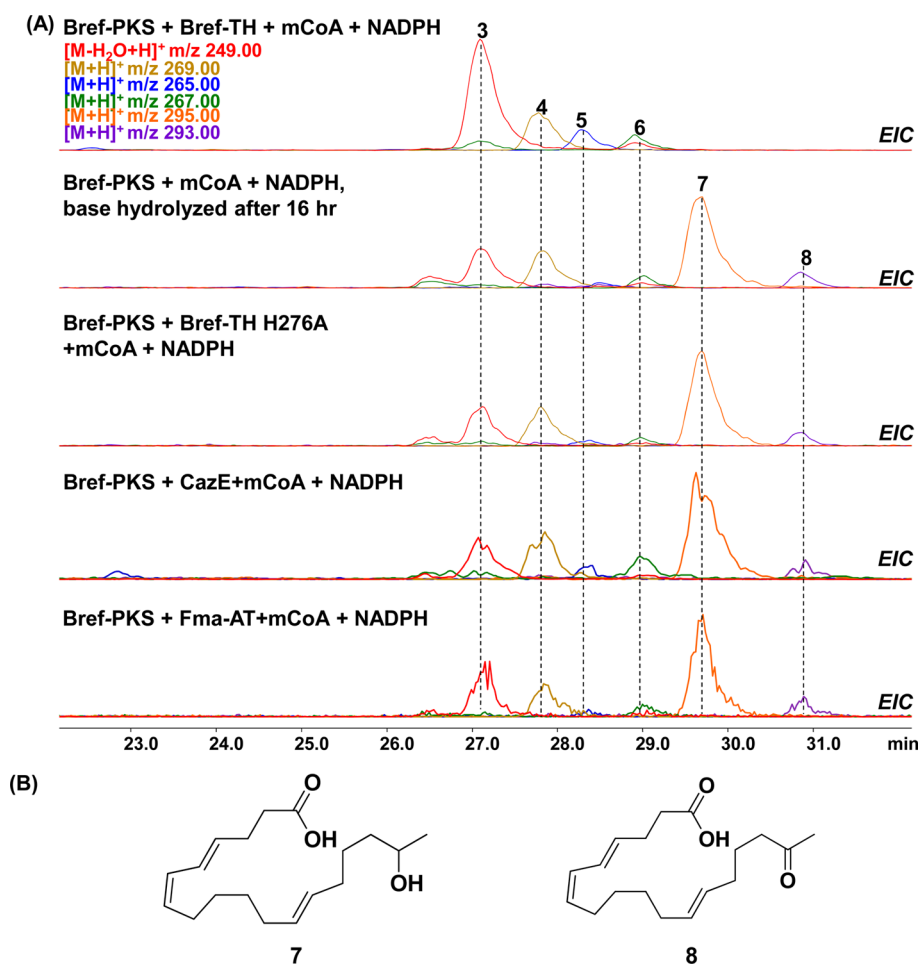 (A)
Bref-PKS + Bref-TH + mCoA + NADPH
[M-H₂O+H]⁺ m/z 249.00
[M+H]⁺ m/z 269.00
[M+H]⁺ m/z 265.00
[M+H]⁺ m/z 267.00
[M+H]⁺ m/z 295.00
[M+H]⁺ m/z 293.00
3
4
5
6
EIC
Bref-PKS + mCoA + NADPH,
base hydrolyzed after 16 hr
7
8
EIC
Bref-PKS + Bref-TH H276A
+mCoA + NADPH
EIC
Bref-PKS + CazE+mCoA + NADPH
EIC
Bref-PKS + Fma-AT+mCoA + NADPH
EIC
23.0 24.0 25.0 26.0 27.0 28.0 29.0 30.0 31.0 min
(B)
O
OH
OH
7
O
OH
O
8